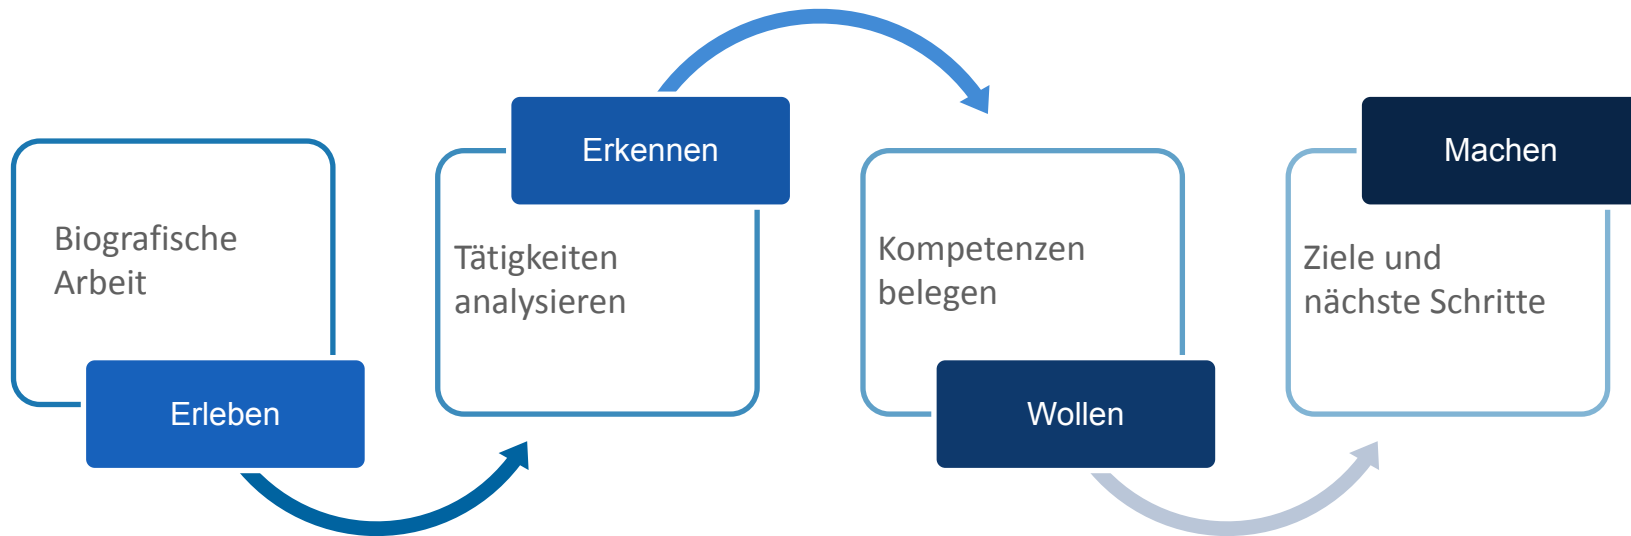 Biografische
Arbeit
Erleben
Erkennen
Tätigkeiten
analysieren
Kompetenzen
belegen
Wollen
Machen
Ziele und
nächste Schritte